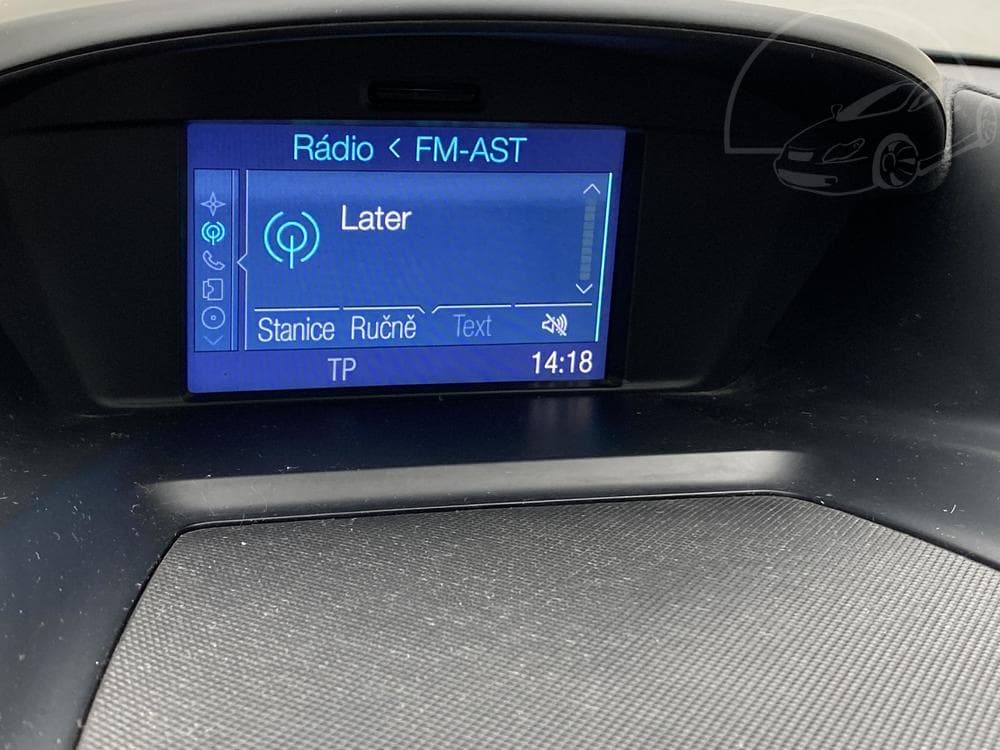 Rádio < FM-AST
Later
Stanice Ručně Text
TP 14:18